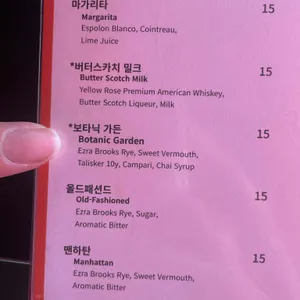 마가리타 15
Margarita
Espolon Blanco, Cointreau,
Lime Juice
*버터스카치 밀크 15
Butter Scotch Milk
Yellow Rose Premium American Whiskey,
Butter Scotch Liqueur, Milk
*보타닉 가든 15
Botanic Garden
Ezra Brooks Rye, Sweet Vermouth,
Talisker 10y, Campari, Chai Syrup
올드패션드 15
Old-Fashioned
Ezra Brooks Rye, Sugar,
Aromatic Bitter
맨하탄 15
Manhattan
Ezra Brooks Rye, Sweet Vermouth,
Aromatic Bitter